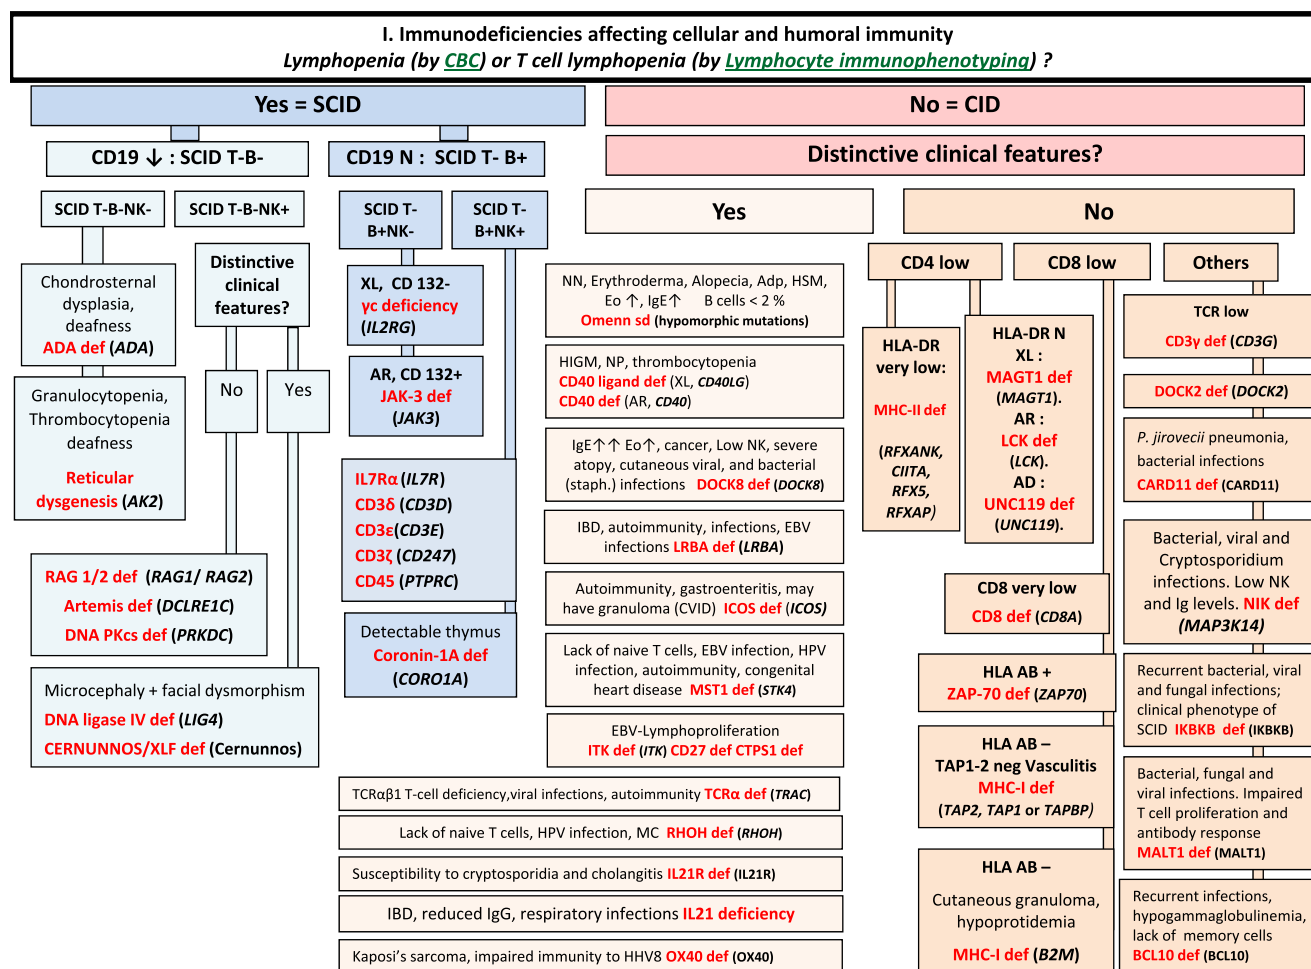 I. Immunodeficiencies affecting cellular and humoral immunity
Lymphopenia (by CBC) or T cell lymphopenia (by Lymphocyte immunophenotyping) ?
Yes = SCID
No = CID
CD19 ↓ : SCID T-B-
CD19 N : SCID T- B+
Distinctive clinical features?
SCID T-B-NK-
SCID T-B-NK+
SCID T-
B+NK-
SCID T-
B+NK+
Yes
No
Chondrosternal
dysplasia,
deafness
ADA def (ADA)
Granulocytopenia,
Thrombocytopenia
deafness
Reticular
dysgenesis (AK2)
Distinctive
clinical
features?
No
Yes
RAG 1/2 def (RAG1/ RAG2)
Artemis def (DCLRE1C)
DNA PKcs def (PRKDC)
Microcephaly + facial dysmorphism
DNA ligase IV def (LIG4)
CERNUNNOS/XLF def (Cernunnos)
XL, CD 132-
γc deficiency
(IL2RG)
AR, CD 132+
JAK-3 def
(JAK3)
IL7Rα (IL7R)
CD3δ (CD3D)
CD3ε(CD3E)
CD3ζ (CD247)
CD45 (PTPRC)
Detectable thymus
Coronin-1A def
(CORO1A)
NN, Erythroderma, Alopecia, Adp, HSM,
Eo ↑, IgE↑ B cells < 2 %
Omenn sd (hypomorphic mutations)
HIGM, NP, thrombocytopenia
CD40 ligand def (XL, CD40LG)
CD40 def (AR, CD40)
IgE↑↑ Eo↑, cancer, Low NK, severe
atopy, cutaneous viral, and bacterial
(staph.) infections DOCK8 def (DOCK8)
IBD, autoimmunity, infections, EBV
infections LRBA def (LRBA)
Autoimmunity, gastroenteritis, may
have granuloma (CVID) ICOS def (ICOS)
Lack of naive T cells, EBV infection, HPV
infection, autoimmunity, congenital
heart disease MST1 def (STK4)
EBV-Lymphoproliferation
ITK def (ITK) CD27 def CTPS1 def
TCRαβ1 T-cell deficiency,viral infections, autoimmunity TCRα def (TRAC)
Lack of naive T cells, HPV infection, MC RHOH def (RHOH)
Susceptibility to cryptosporidia and cholangitis IL21R def (IL21R)
IBD, reduced IgG, respiratory infections IL21 deficiency
Kaposi's sarcoma, impaired immunity to HHV8 OX40 def (OX40)
CD4 low
CD8 low
Others
HLA-DR
very low:
MHC-II def
(RFXANK,
CIITA,
RFX5,
RFXAP)
HLA-DR N
XL :
MAGT1 def
(MAGT1).
AR :
LCK def
(LCK).
AD :
UNC119 def
(UNC119).
CD8 very low
CD8 def (CD8A)
HLA AB +
ZAP-70 def (ZAP70)
HLA AB –
TAP1-2 neg Vasculitis
MHC-I def
(TAP2, TAP1 or TAPBP)
HLA AB –
Cutaneous granuloma,
hypoprotidemia
MHC-I def (B2M)
TCR low
CD3γ def (CD3G)
DOCK2 def (DOCK2)
P. jirovecii pneumonia,
bacterial infections
CARD11 def (CARD11)
Bacterial, viral and
Cryptosporidium
infections. Low NK
and Ig levels. NIK def
(MAP3K14)
Recurrent bacterial, viral
and fungal infections;
clinical phenotype of
SCID IKBKB def (IKBKB)
Bacterial, fungal and
viral infections. Impaired
T cell proliferation and
antibody response
MALT1 def (MALT1)
Recurrent infections,
hypogammaglobulinemia,
lack of memory cells
BCL10 def (BCL10)